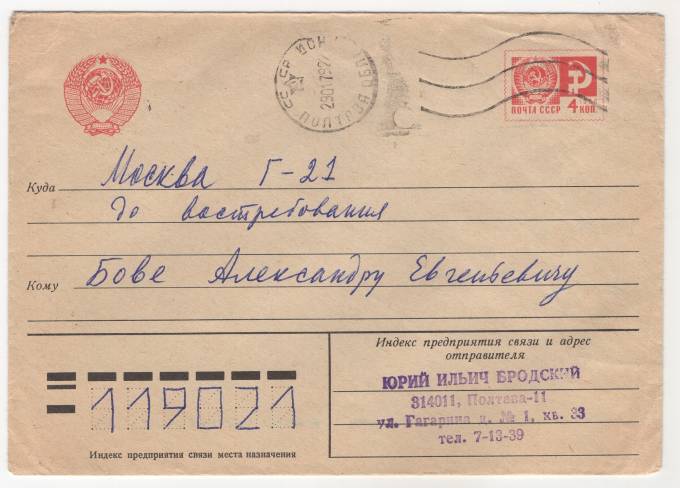 СССР ПОЛТАВА
290179
ПОЧТА СССР 4 КОП.
Куда Москва Г-21
до востребования
Кому Бове Александру Евгеньевичу
Индекс предприятия связи и адрес
отправителя
ЮРИЙ ИЛЬИЧ БРОДСКИЙ
314011, Полтава-11
ул. Гагарина д. № 1, кв. 33
тел. 7-13-39
119021
Индекс предприятия связи места назначения